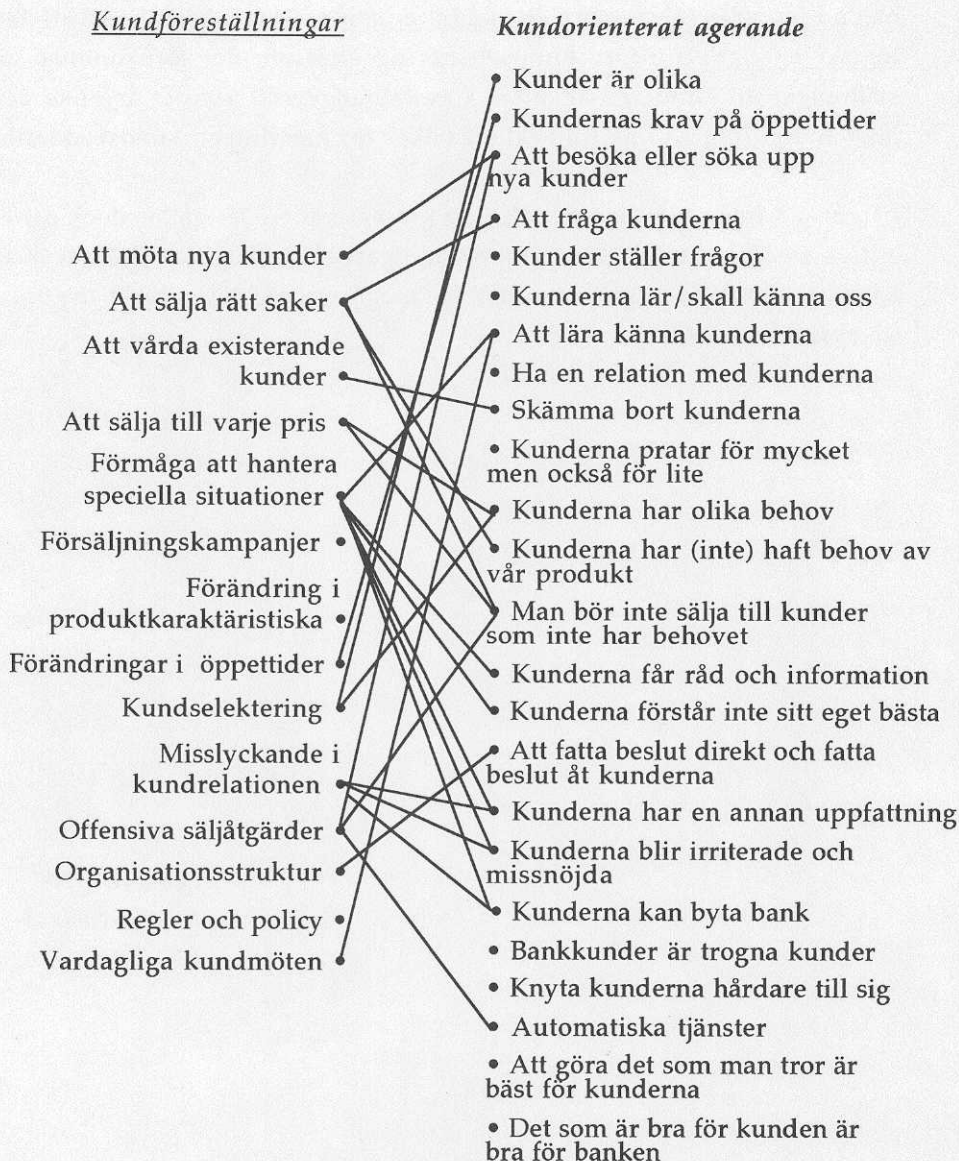 Kundföreställningar
Att möta nya kunder •
Att sälja rätt saker •
Att vårda existerande
kunder •
Att sälja till varje pris •
Förmåga att hantera
speciella situationer •
Försäljningskampanjer •
Förändring i
produktkaraktäristiska •
Förändringar i öppettider •
Kundselektering •
Misslyckande i
kundrelationen •
Offensiva säljåtgärder •
Organisationsstruktur •
Regler och policy •
Vardagliga kundmöten •
Kundorienterat agerande
• Kunder är olika
• Kundernas krav på öppettider
• Att besöka eller söka upp
nya kunder
• Att fråga kunderna
• Kunder ställer frågor
• Kunderna lär/skall känna oss
• Att lära känna kunderna
• Ha en relation med kunderna
• Skämma bort kunderna
• Kunderna pratar för mycket
men också för lite
• Kunderna har olika behov
• Kunderna har (inte) haft behov av
vår produkt
• Man bör inte sälja till kunder
som inte har behovet
• Kunderna får råd och information
• Kunderna förstår inte sitt eget bästa
• Att fatta beslut direkt och fatta
beslut åt kunderna
• Kunderna har en annan uppfattning
• Kunderna blir irriterade och
missnöjda
• Kunderna kan byta bank
• Bankkunder är trogna kunder
• Knyta kunderna hårdare till sig
• Automatiska tjänster
• Att göra det som man tror är
bäst för kunderna
• Det som är bra för kunden är
bra för banken